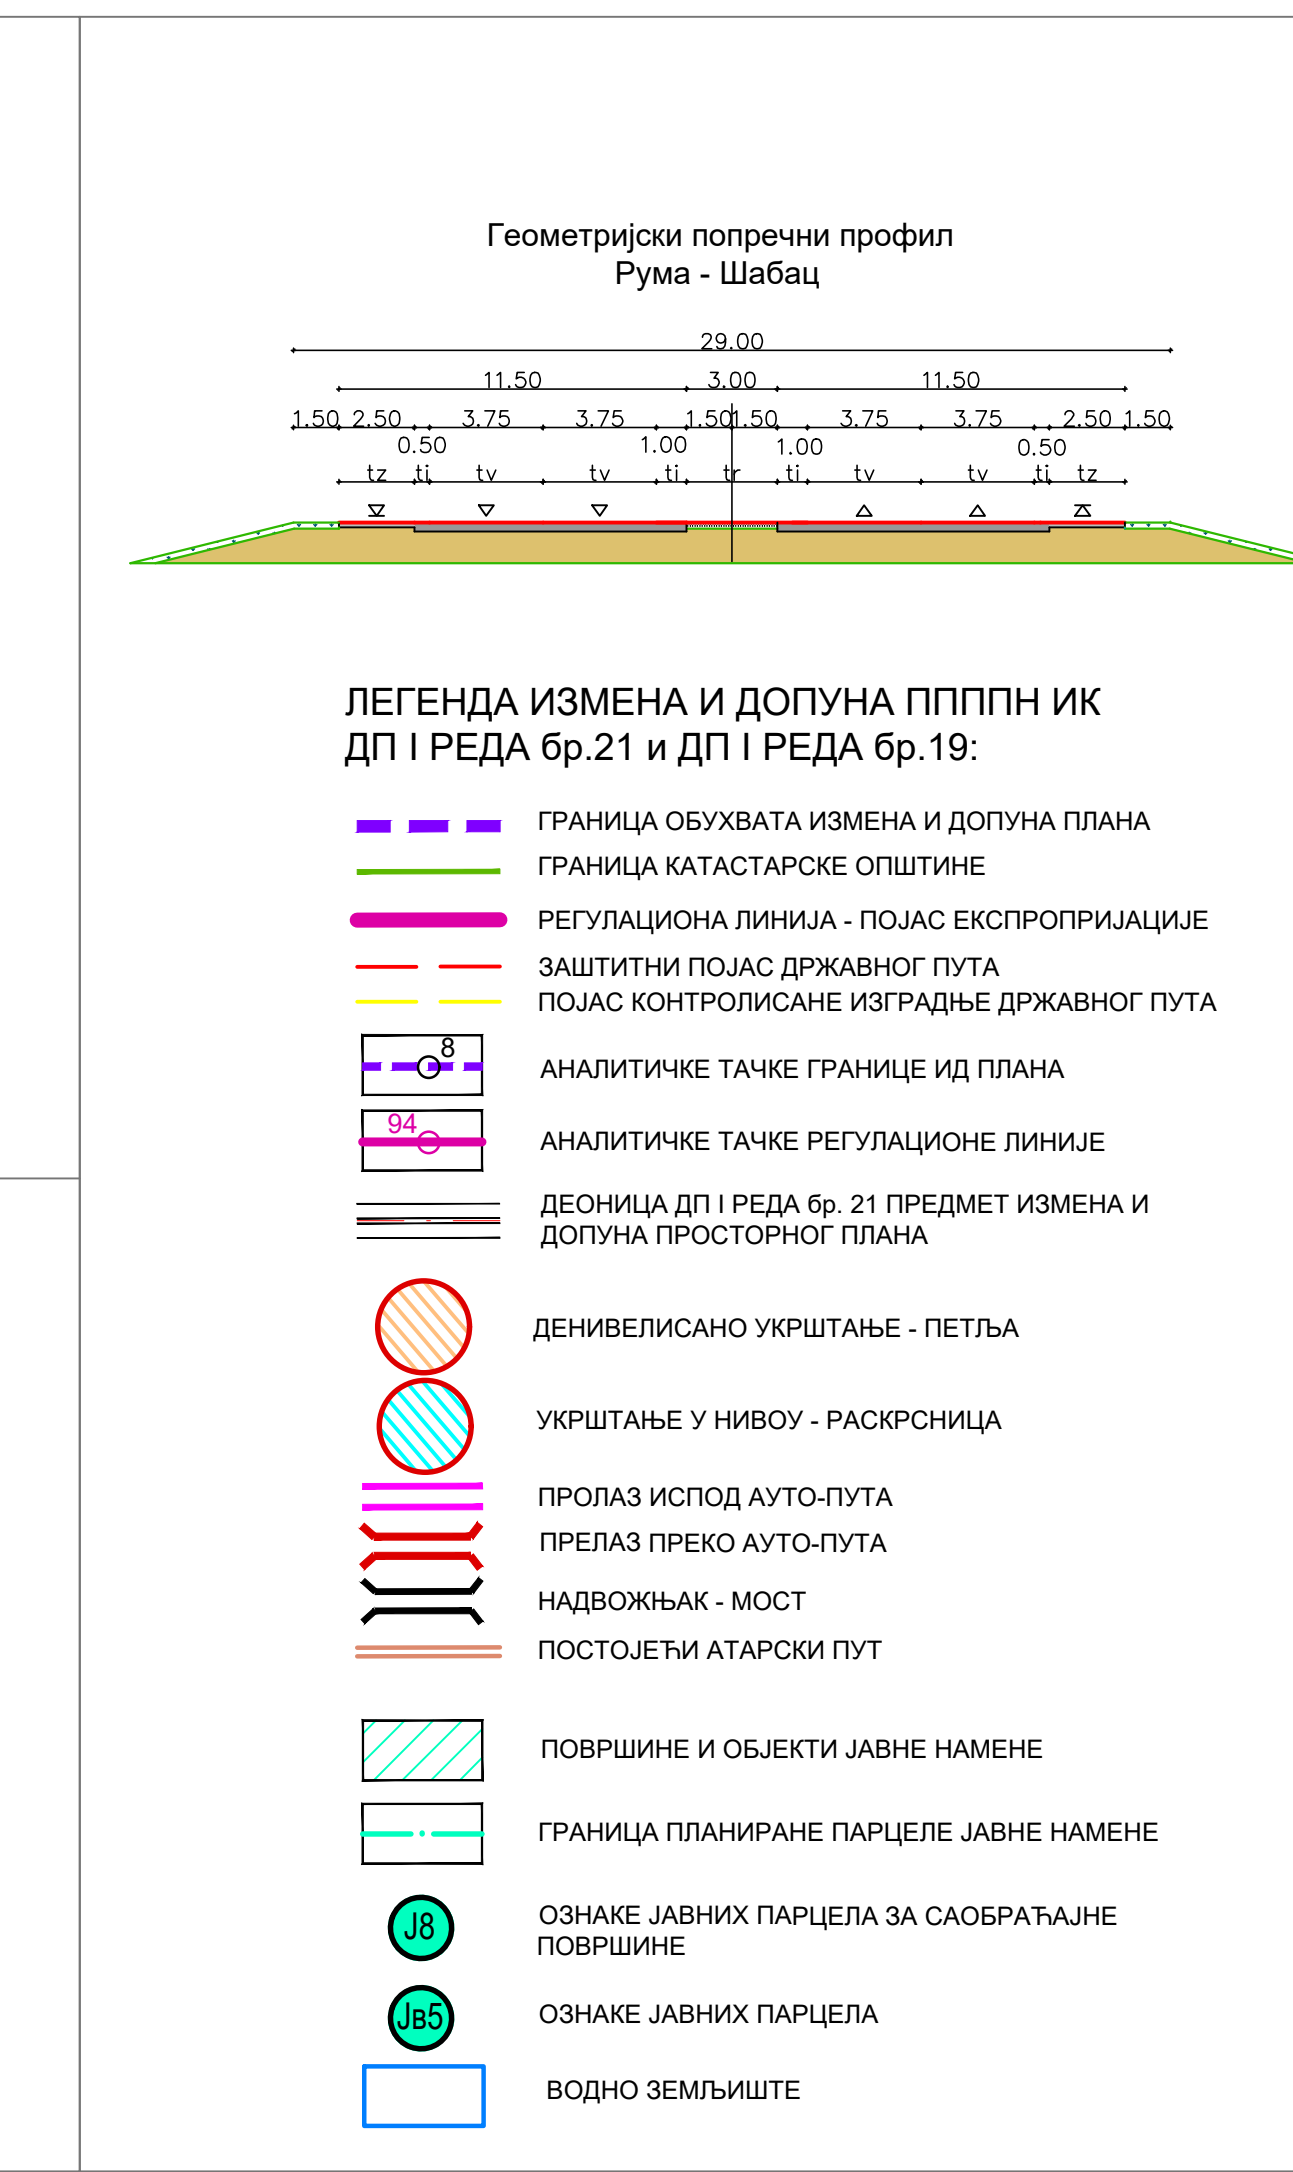 Геометријски попречни профил
Рума - Шабац
29.00
11.50 3.00 11.50
1.50 2.50 3.75 3.75 1.50 1.50 3.75 3.75 2.50 1.50
0.50 1.00 1.00 0.50
tz ti tv tv ti tr ti tv tv ti tz
ЛЕГЕНДА ИЗМЕНА И ДОПУНА ПППППН ИК
ДП I РЕДА бр.21 и ДП I РЕДА бр.19:
ГРАНИЦА ОБУХВАТА ИЗМЕНА И ДОПУНА ПЛАНА
ГРАНИЦА КАТАСТАРСКЕ ОПШТИНЕ
РЕГУЛАЦИОНА ЛИНИЈА - ПОЈАС ЕКСПРОПРИЈАЦИЈЕ
ЗАШТИТНИ ПОЈАС ДРЖАВНОГ ПУТА
ПОЈАС КОНТРОЛИСАНЕ ИЗГРАДЊЕ ДРЖАВНОГ ПУТА
8
АНАЛИТИЧКЕ ТАЧКЕ ГРАНИЦЕ ИД ПЛАНА
94
АНАЛИТИЧКЕ ТАЧКЕ РЕГУЛАЦИОНЕ ЛИНИЈЕ
ДЕОНИЦА ДП I РЕДА бр. 21 ПРЕДМЕТ ИЗМЕНА И
ДОПУНА ПРОСТОРНОГ ПЛАНА
ДЕНИВЕЛИСАНО УКРШТАЊЕ - ПЕТЉА
УКРШТАЊЕ У НИВОУ - РАСКРСНИЦА
ПРОЛАЗ ИСПОД АУТО-ПУТА
ПРЕЛАЗ ПРЕКО АУТО-ПУТА
НАДВОЖЊАК - МОСТ
ПОСТОЈЕЋИ АТАРСКИ ПУТ
ПОВРШИНЕ И ОБЈЕКТИ ЈАВНЕ НАМЕНЕ
ГРАНИЦА ПЛАНИРАНЕ ПАРЦЕЛЕ ЈАВНЕ НАМЕНЕ
Ј8
ОЗНАКЕ ЈАВНИХ ПАРЦЕЛА ЗА САОБРАЋАЈНЕ
ПОВРШИНЕ
Јв5
ОЗНАКЕ ЈАВНИХ ПАРЦЕЛА
ВОДНО ЗЕМЉИШТЕ